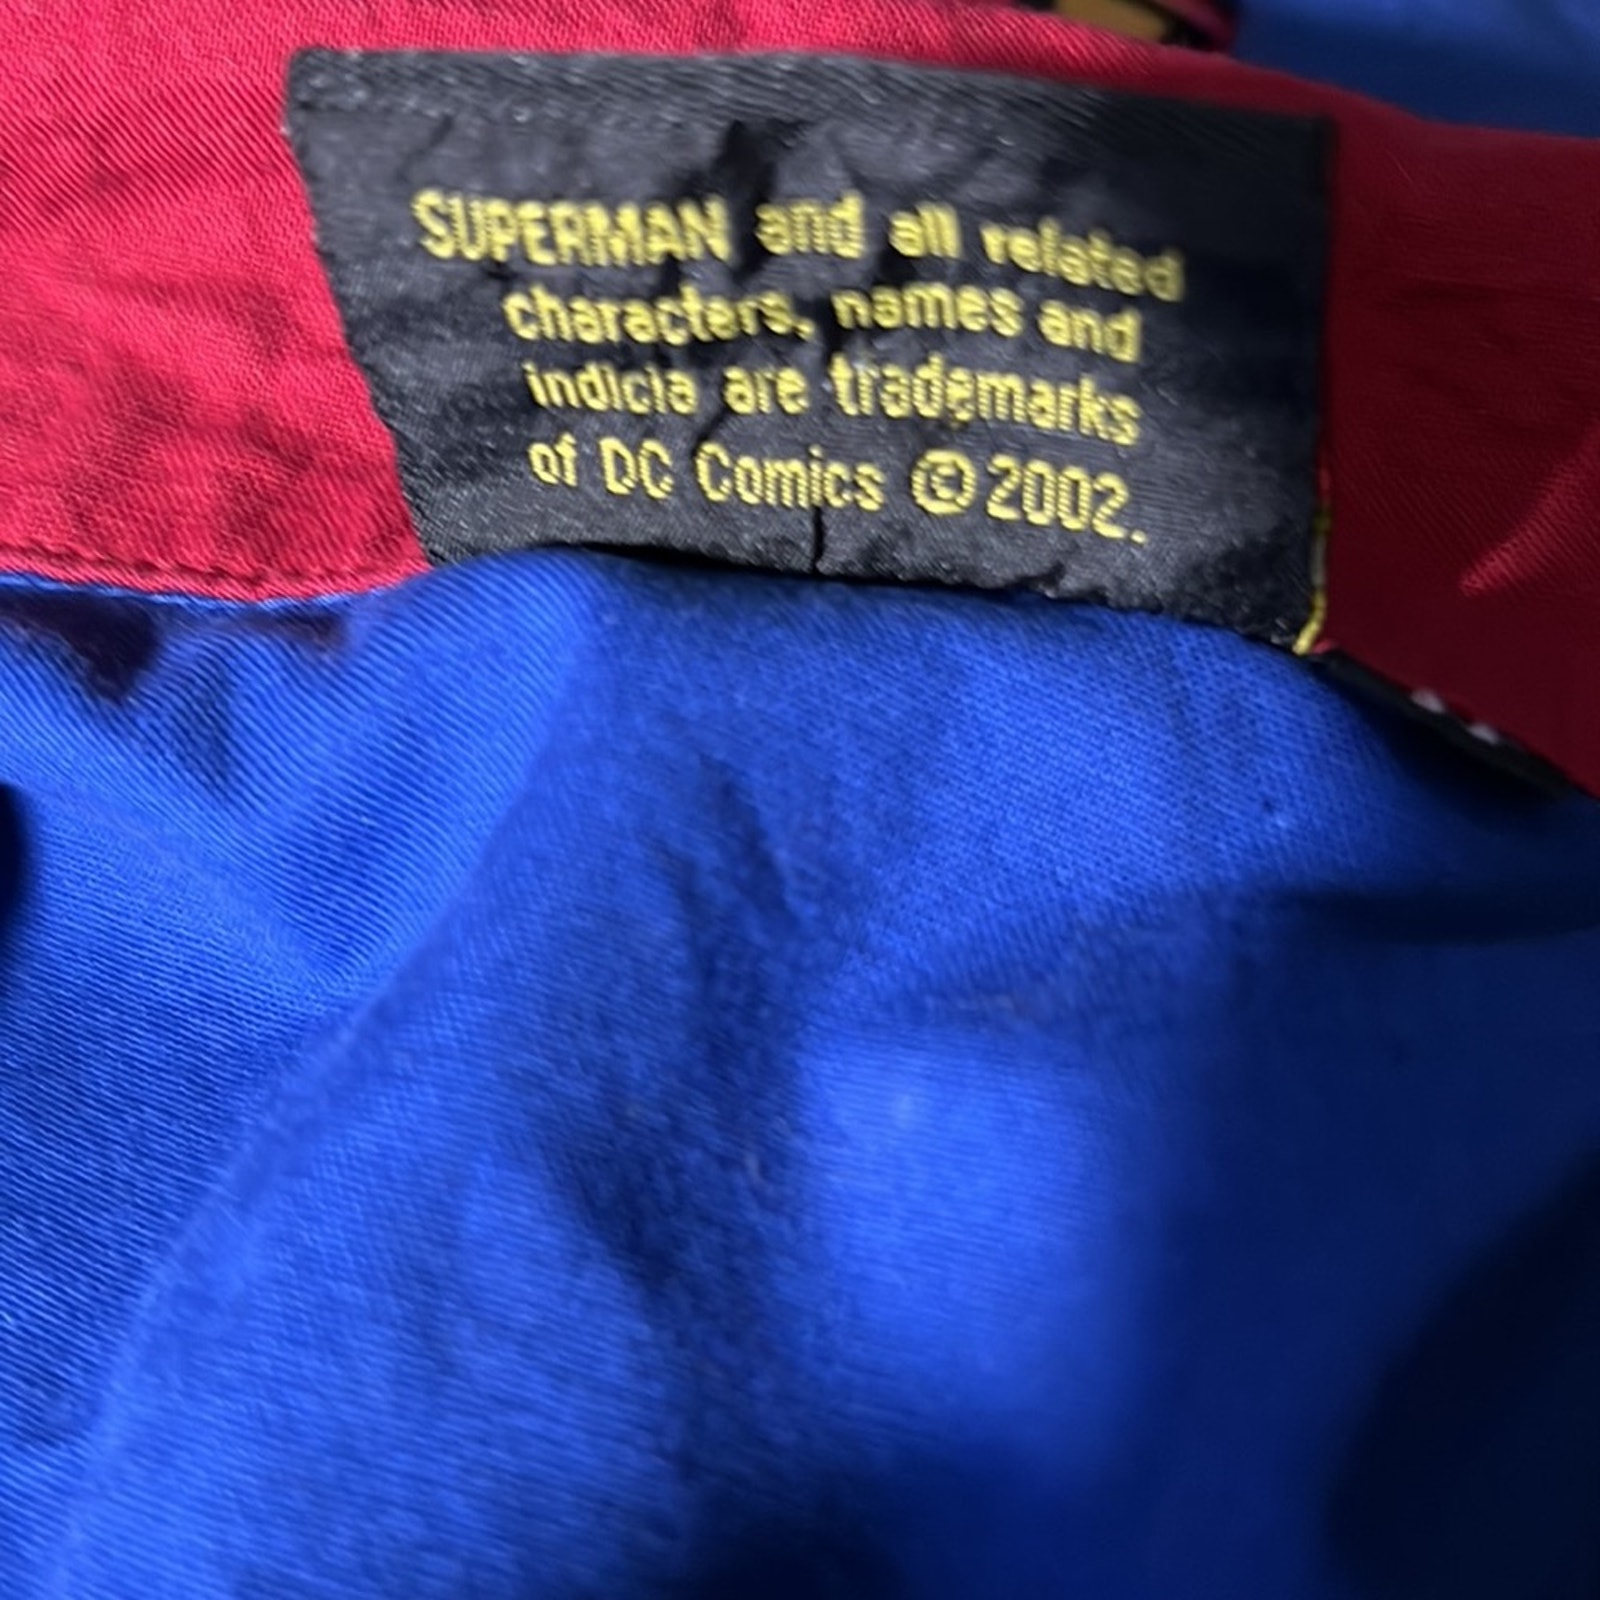 SUPERMAN and all related
characters, names and
indicia are trademarks
of DC Comics © 2002.